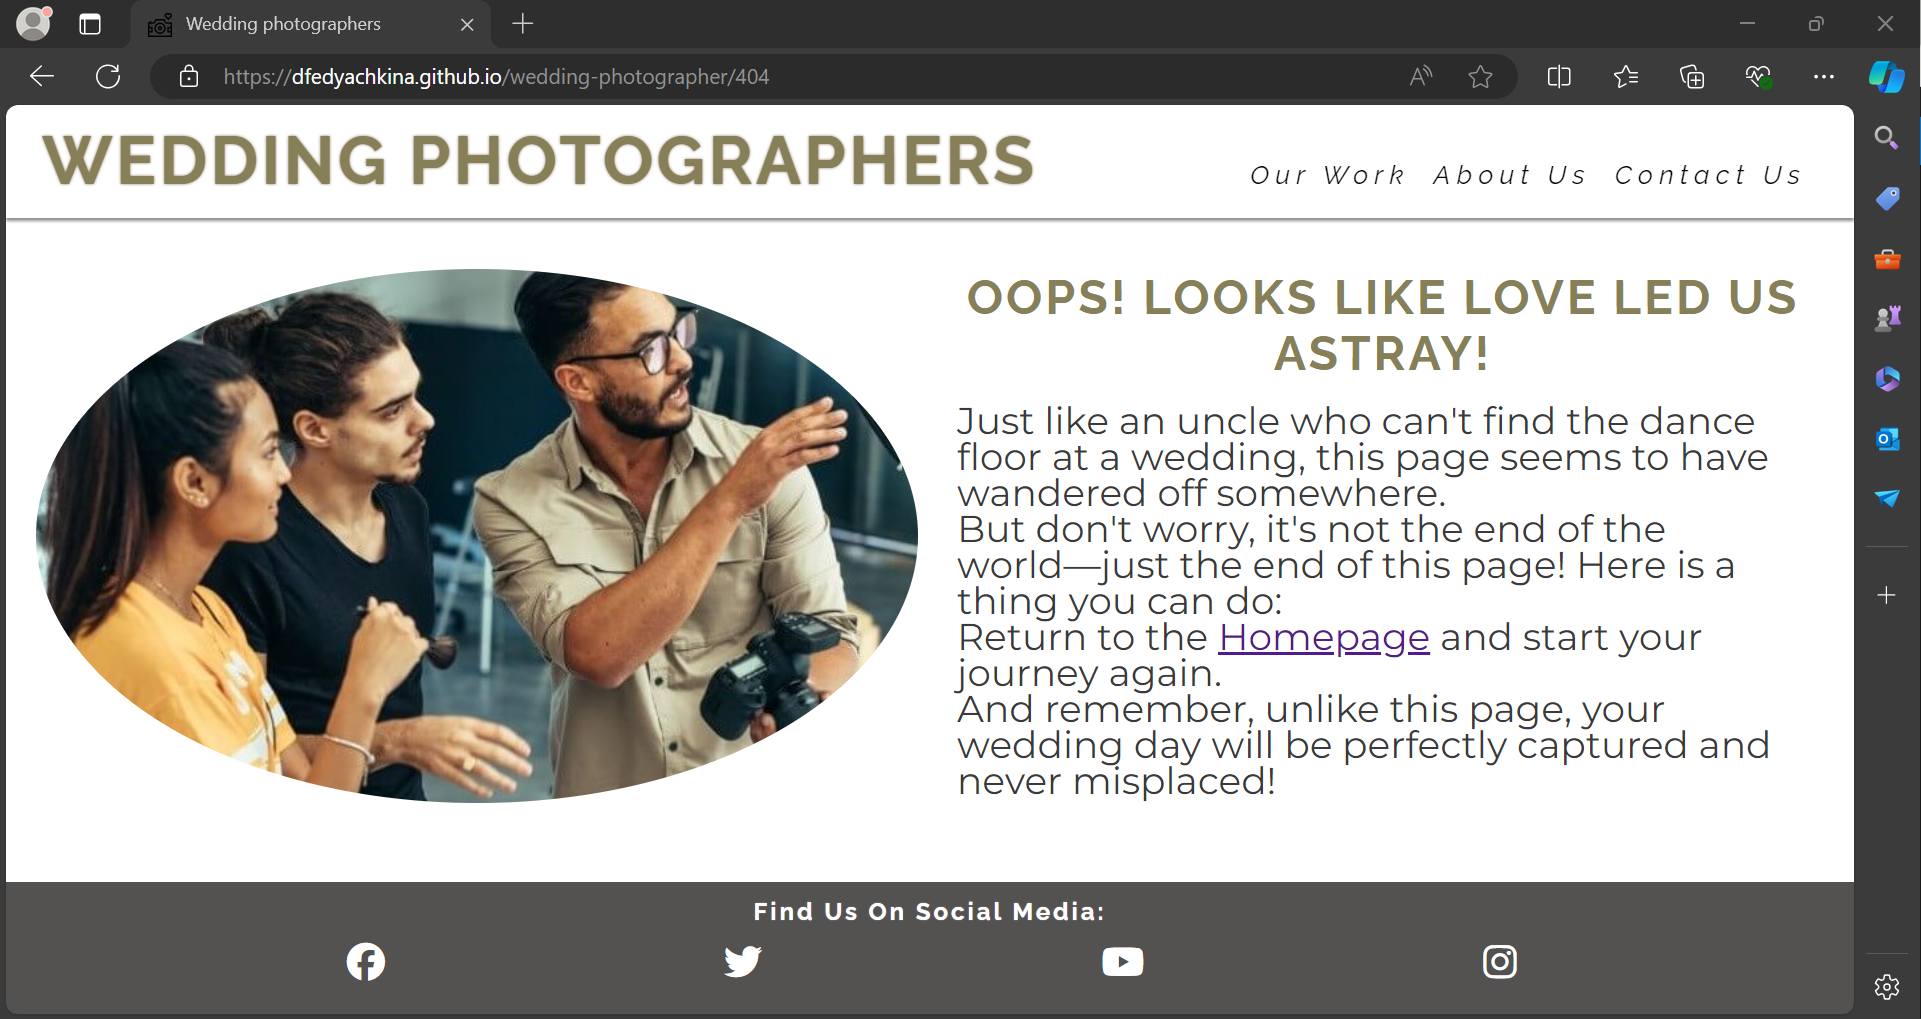 Wedding photographers
https://dfedyachkina.github.io/wedding-photographer/404
WEDDING PHOTOGRAPHERS
Our Work About Us Contact Us
OOPS! LOOKS LIKE LOVE LED US
ASTRAY!
Just like an uncle who can't find the dance
floor at a wedding, this page seems to have
wandered off somewhere.
But don't worry, it's not the end of the
world—just the end of this page! Here is a
thing you can do:
Return to the Homepage and start your
journey again.
And remember, unlike this page, your
wedding day will be perfectly captured and
never misplaced!
Find Us On Social Media: